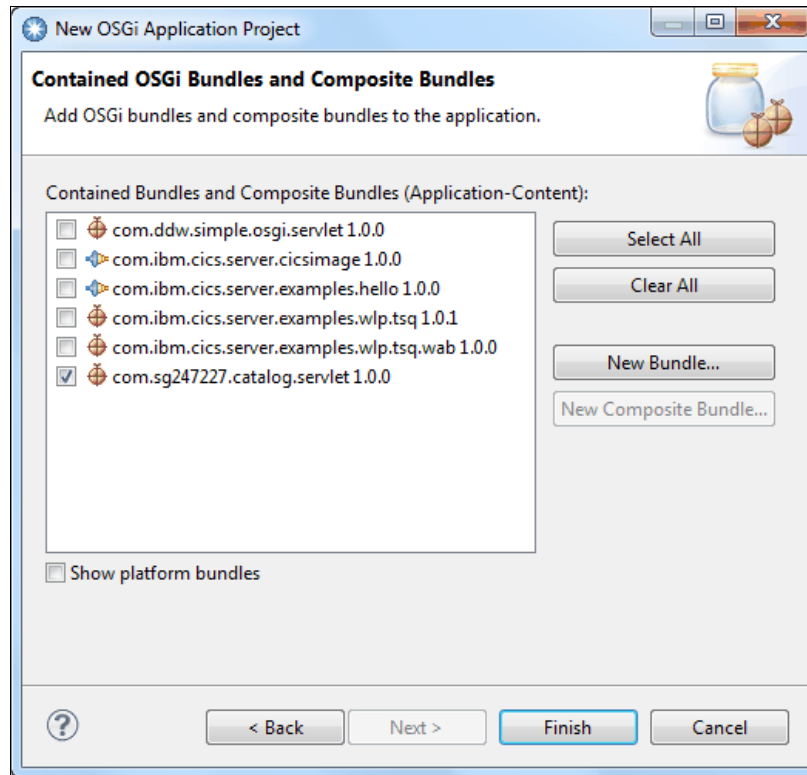 New OSGi Application Project
Contained OSGi Bundles and Composite Bundles
Add OSGi bundles and composite bundles to the application.
Contained Bundles and Composite Bundles (Application-Content):
com.ddw.simple.osgi.servlet 1.0.0
com.ibm.cics.server.cicsimage 1.0.0
com.ibm.cics.server.examples.hello 1.0.0
com.ibm.cics.server.examples.wlp.tsq 1.0.1
com.ibm.cics.server.examples.wlp.tsq.wab 1.0.0
com.sg247227.catalog.servlet 1.0.0
Select All
Clear All
New Bundle...
New Composite Bundle...
Show platform bundles
?
< Back
Next >
Finish
Cancel